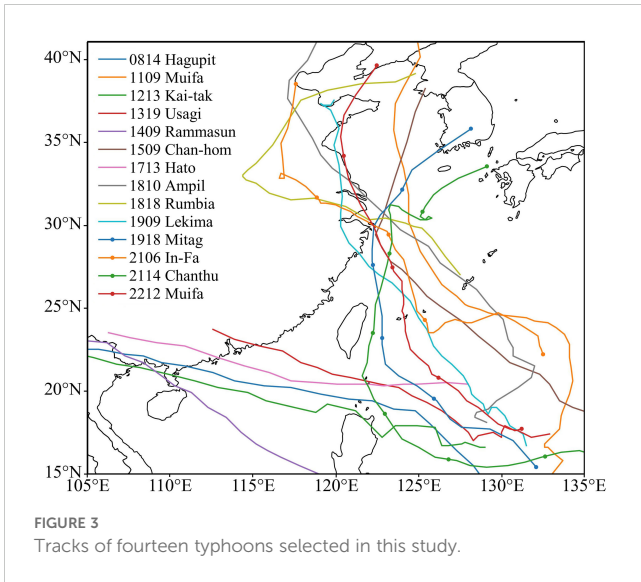 40°N
35°N
30°N
25°N
20°N
15°N
0814 Hagupit
1109 Muifa
1213 Kai-tak
1319 Usagi
1409 Rammasun
1509 Chan-hom
1713 Hato
1810 Ampil
1818 Rumbia
1909 Lekima
1918 Mitag
2106 In-Fa
2114 Chanthu
2212 Muifa
105°E 110°E 115°E 120°E 125°E 130°E 135°E
FIGURE 3
Tracks of fourteen typhoons selected in this study.